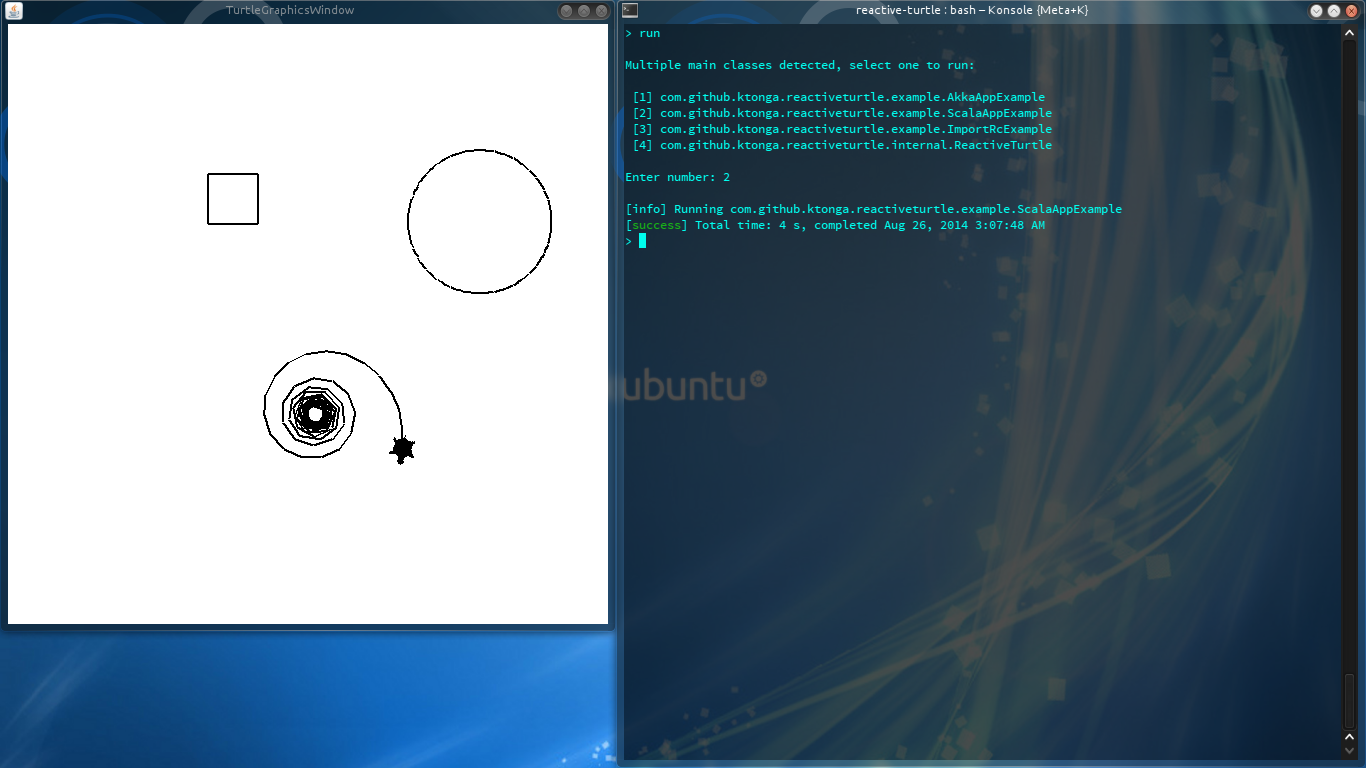 TurtleGraphicsWindow
reactive-turtle : bash – Konsole {Meta+K}
> run
Multiple main classes detected, select one to run:
[1] com.github.ktonga.reactiveturtle.example.AkkaAppExample
[2] com.github.ktonga.reactiveturtle.example.ScalaAppExample
[3] com.github.ktonga.reactiveturtle.example.ImportRcExample
[4] com.github.ktonga.reactiveturtle.internal.ReactiveTurtle
Enter number: 2
[info] Running com.github.ktonga.reactiveturtle.example.ScalaAppExample
[success] Total time: 4 s, completed Aug 26, 2014 3:07:48 AM
>
ubuntu